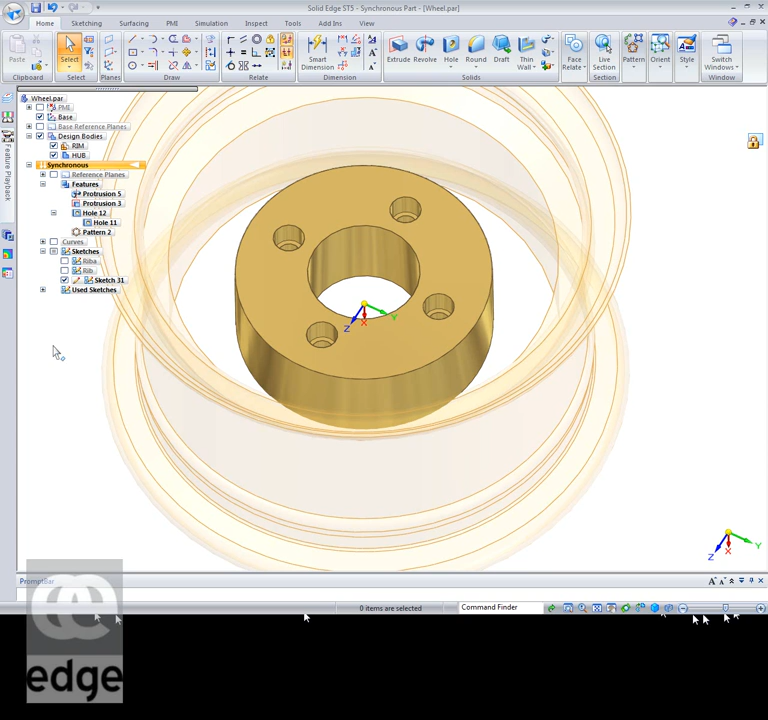 Solid Edge ST5 - Synchronous Part - [Wheel.par]
Home Sketching Surfacing PMI Simulation Inspect Tools Add Ins View
Paste Select Smart Dimension Extrude Revolve Hole Round Draft Thin Wall Face Relate Live Section Pattern Orient Style Switch Windows
Clipboard Select Planes Draw Relate Dimension Solids Section Window
Wheel.par
PMI
Base
Base Reference Planes
Design Bodies
RIM
HUB
Synchronous
Reference Planes
Features
Protrusion 5
Protrusion 3
Hole 12
Hole 11
Pattern 2
Curves
Sketches
Riba
Rib
Sketch 31
Used Sketches
Feature Playback
Z X Y
Z X Y
PromptBar
0 items are selected
Command Finder
edge